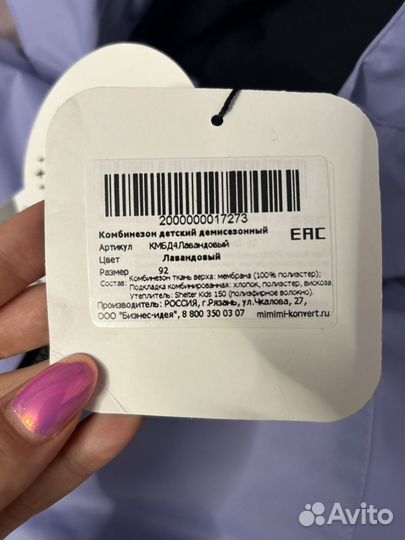 2000000017273
Комбинезон детский демисезонный
Артикул КМБД4Лавандовый
Цвет Лавандовый
Размер 92
Состав: Комбинезон ткань верха: мембрана (100% полиэстер);
Подкладка комбинированная: хлопок, полиэстер, вискоза
Утеплитель: Shelter Kids 150 (полиэфирное волокно).
Производитель: РОССИЯ, г.Рязань, ул.Чкалова, 27,
ООО "Бизнес-идея", 8 800 350 03 07 mimimi-konvert.ru
EAC
Avito